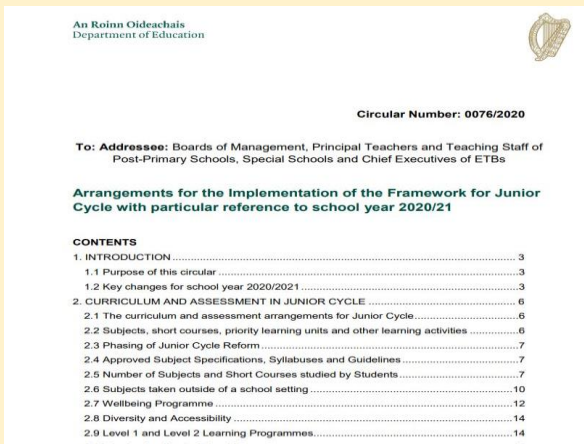 An Roinn Oideachais
Department of Education
Circular Number: 0076/2020
To: Addressee: Boards of Management, Principal Teachers and Teaching Staff of
Post-Primary Schools, Special Schools and Chief Executives of ETBs
Arrangements for the Implementation of the Framework for Junior
Cycle with particular reference to school year 2020/21
CONTENTS
1. INTRODUCTION ........ 3
1.1 Purpose of this circular ........ 3
1.2 Key changes for school year 2020/2021 ........ 3
2. CURRICULUM AND ASSESSMENT IN JUNIOR CYCLE ........ 6
2.1 The curriculum and assessment arrangements for Junior Cycle ........ 6
2.2 Subjects, short courses, priority learning units and other learning activities ........ 6
2.3 Phasing of Junior Cycle Reform ........ 7
2.4 Approved Subject Specifications, Syllabuses and Guidelines ........ 7
2.5 Number of Subjects and Short Courses studied by Students ........ 7
2.6 Subjects taken outside of a school setting ........ 10
2.7 Wellbeing Programme ........ 12
2.8 Diversity and Accessibility ........ 14
2.9 Level 1 and Level 2 Learning Programmes ........ 14